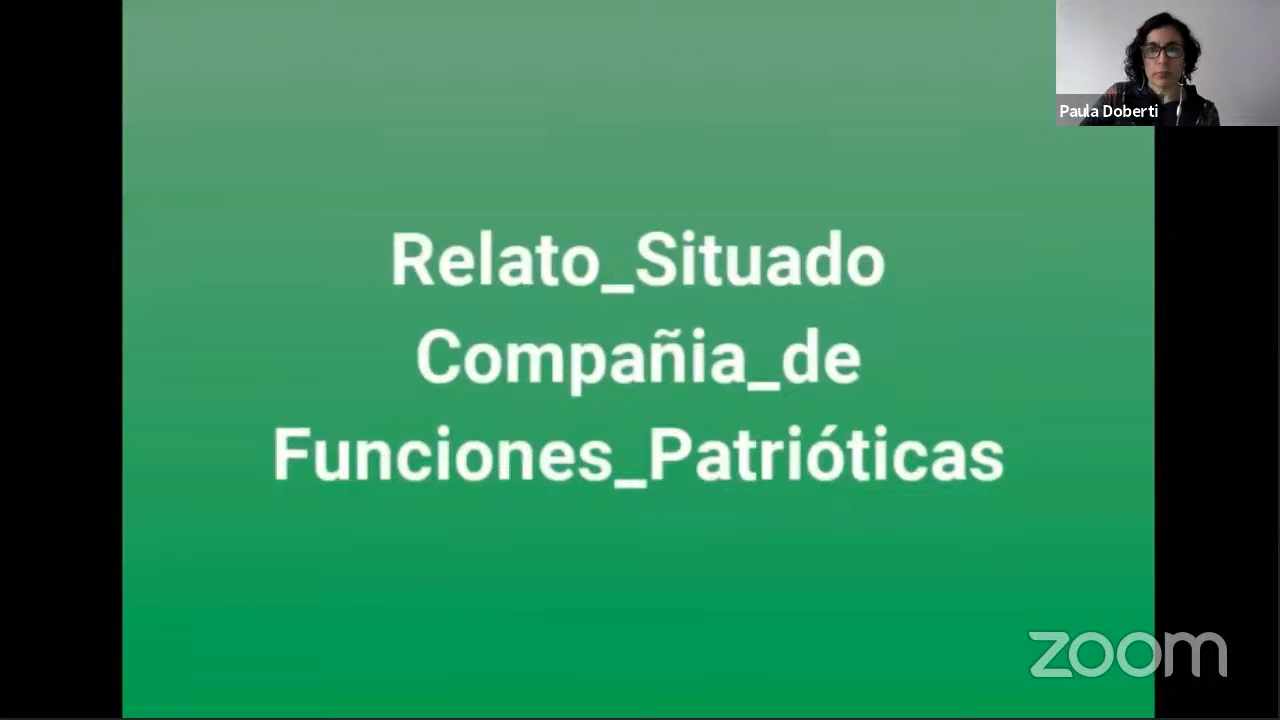 Paula Doberti
Relato_Situado
Compañia_de
Funciones_Patrióticas
zoom